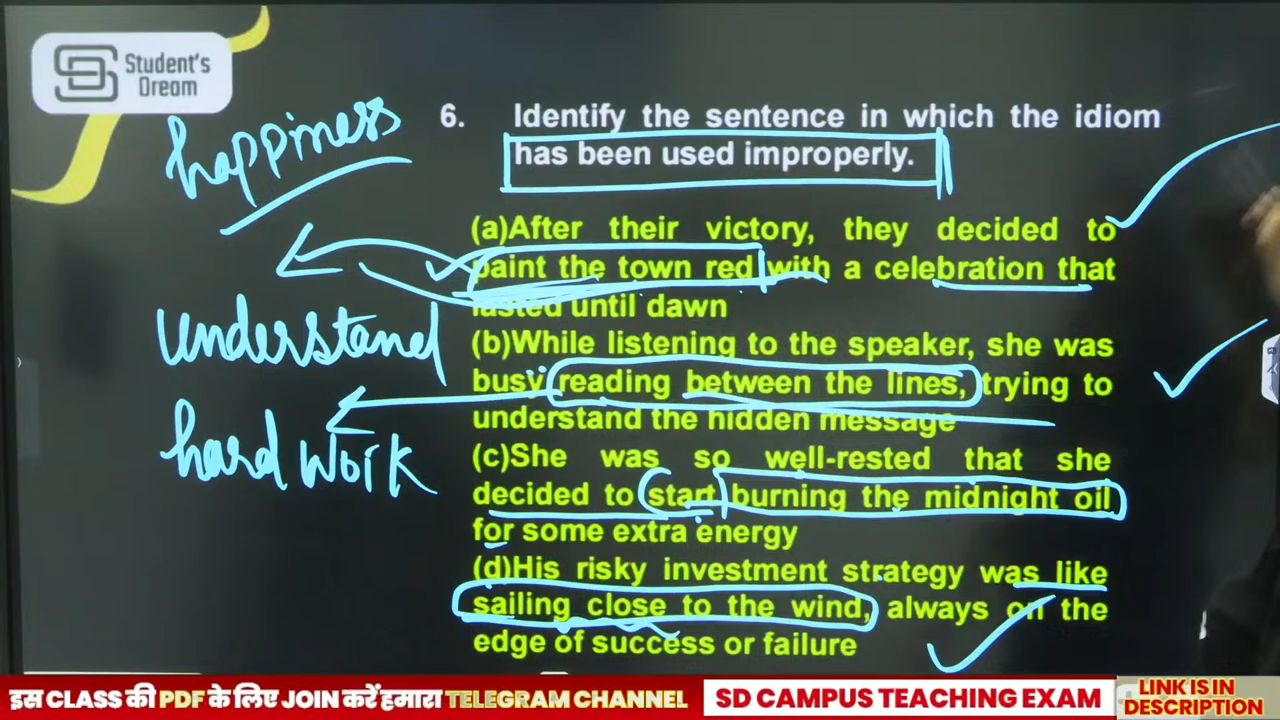 Student's
Dream
happiness
understand
hard work
6. Identify the sentence in which the idiom
has been used improperly.
(a)After their victory, they decided to
paint the town red with a celebration that
lasted until dawn
(b)While listening to the speaker, she was
busy reading between the lines, trying to
understand the hidden message
(c)She was so well-rested that she
decided to start burning the midnight oil
for some extra energy
(d)His risky investment strategy was like
sailing close to the wind, always on the
edge of success or failure
इस CLASS की PDF के लिए JOIN करें हमारा TELEGRAM CHANNEL
SD CAMPUS TEACHING EXAM
LINK IS IN
DESCRIPTION